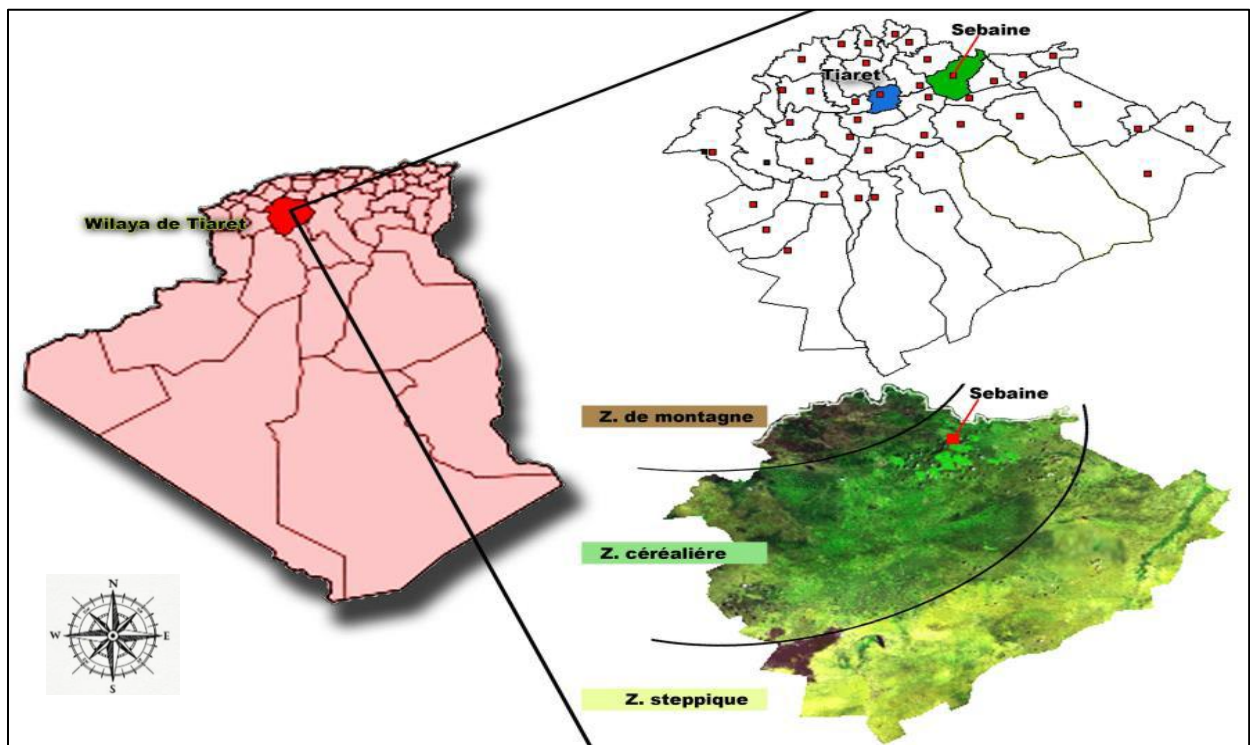 Sebaine
Tiaret
Wilaya de Tiaret
Sebaine
Z. de montagne
Z. céréaliére
Z. steppique
N
W
E
S